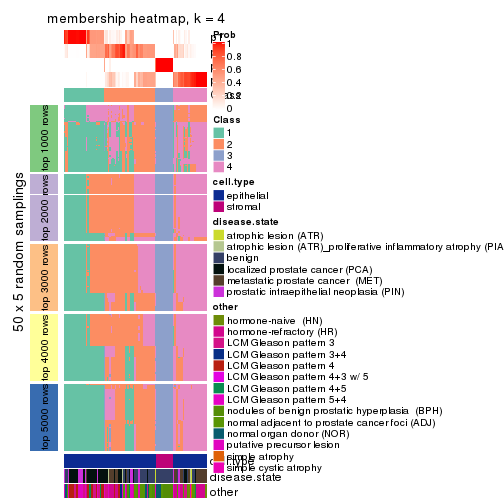 membership heatmap, k = 4
Prob
1
0.8
0.6
0.4
0.2
0
Class
1
2
3
4
cell.type
epithelial
stromal
disease.state
atrophic lesion (ATR)
atrophic lesion (ATR)_proliferative inflammatory atrophy (PIA
benign
localized prostate cancer (PCA)
metastatic prostate cancer (MET)
prostatic intraepithelial neoplasia (PIN)
other
hormone-naive (HN)
hormone-refractory (HR)
LCM Gleason pattern 3
LCM Gleason pattern 3+4
LCM Gleason pattern 4
LCM Gleason pattern 4+3 w/ 5
LCM Gleason pattern 4+5
LCM Gleason pattern 5+4
nodules of benign prostatic hyperplasia (BPH)
normal adjacent to prostate cancer foci (ADJ)
normal organ donor (NOR)
putative precursor lesion
simple atrophy
simple cystic atrophy
50 x 5 random samplings
top 1000 rows
top 2000 rows
top 3000 rows
top 4000 rows
top 5000 rows
disease.state
other